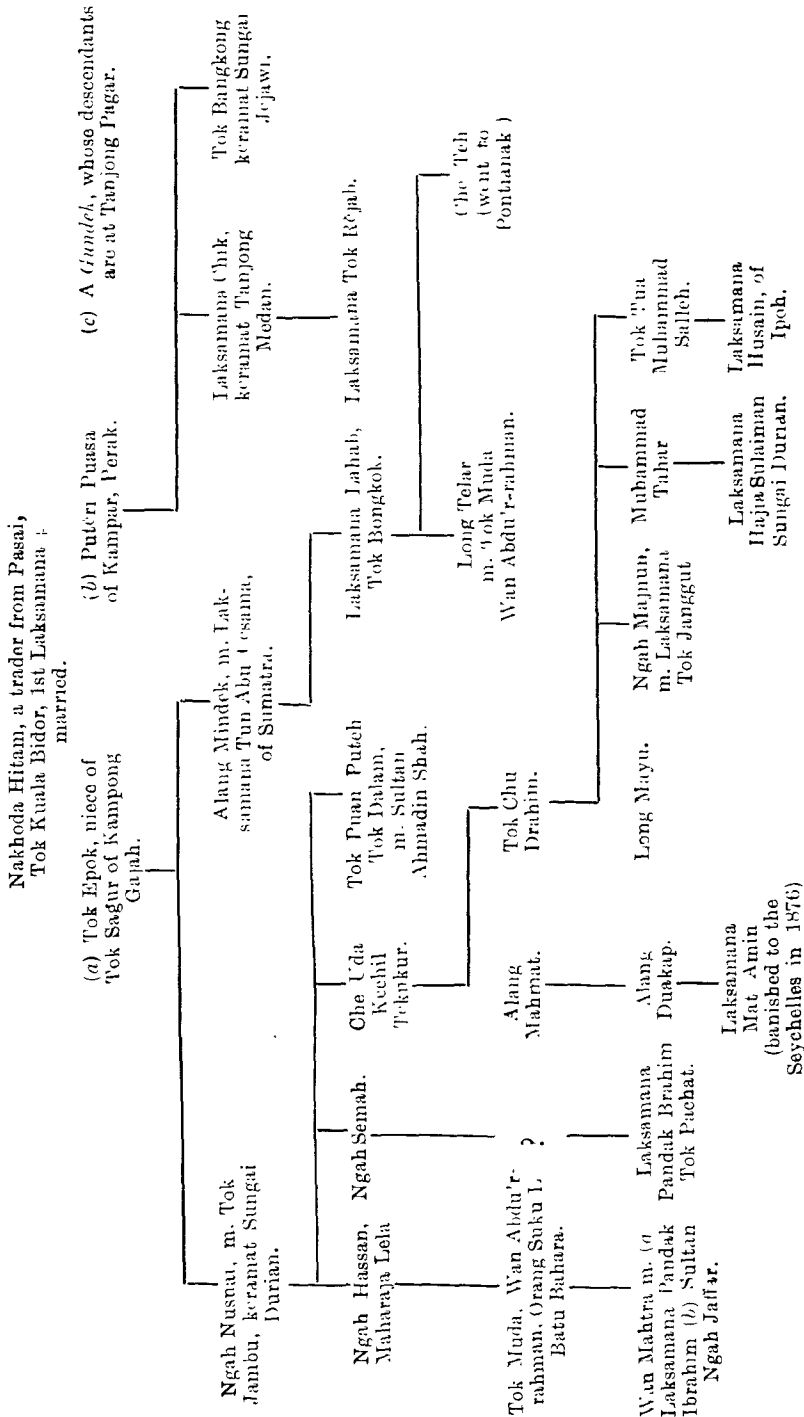 Nakhoda Hitam, a trader from Pasai,
Tok Kuala Bidor, 1st Laksamana :
married.
(a) Tok Epok, niece of
Tok Sagur of Kampong
Gajah.
(b) Puteri Puasa
of Kampar, Perak.
(c) A Gundek, whose descendants
are at Tanjong Pagar.
Ngah Nusnai, m. Tok
Jambu, keramat Sungai
Durian.
Alang Mindek, m. Lak-
samana Tun Abu
of Sumatra.
Laksamana Chik,
keramat Tanjong
Medan.
Tok Bangkong
keramat Sungai
Jejawi.
Ngah Hassan,
Maharaja Lela
Ngah Semah.
Che Uda
Kechil
Tekukur.
Tok Puan Puteh
Tok Dalam,
m. Sultan
Ahmadin Shah.
Laksamana Lahab,
Tok Bongkok.
Laksamana Tok Rejab.
Tok Muda, Wan Abdu'r-
rahman, Orang Suku L
Batu Bahara.
?
Alang
Mahmat.
Tok Chu
Drahim.
Long Telar
m. Tok Muda
Wan Abdu'r-rahman.
Che Teh
(went to
Pontianak )
Wan Mahtra m. (a
Laksamana Pandak
Ibrahim (b) Sultan
Ngah Jaffar.
Laksamana
Pandak Brahim
Tok Pachat.
Alang
Duakap.
Long Mayu.
Ngah Majnun,
m. Laksamana
Tok Janggut
Muhammad
Tahar
Tok Tua
Muhammad
Salleh.
Laksamana
Mat Amin
(banished to the
Seychelles in 1876)
Laksamana
Hajia Sulaiman
Sungai Durian.
Laksamana
Husain, of
Ipoh.